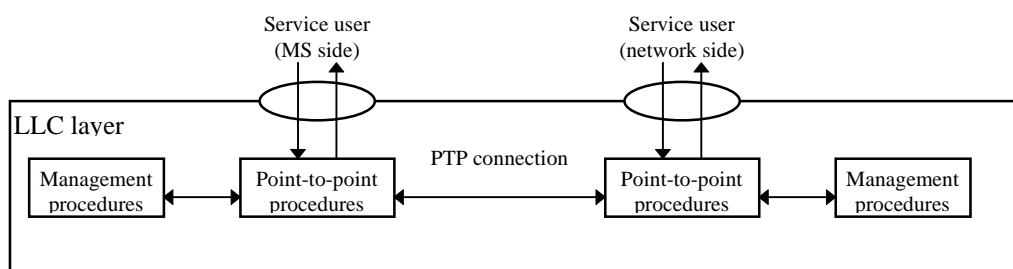 Service user
(MS side)
Service user
(network side)
LLC layer
PTP connection
Management
procedures
Point-to-point
procedures
Point-to-point
procedures
Management
procedures